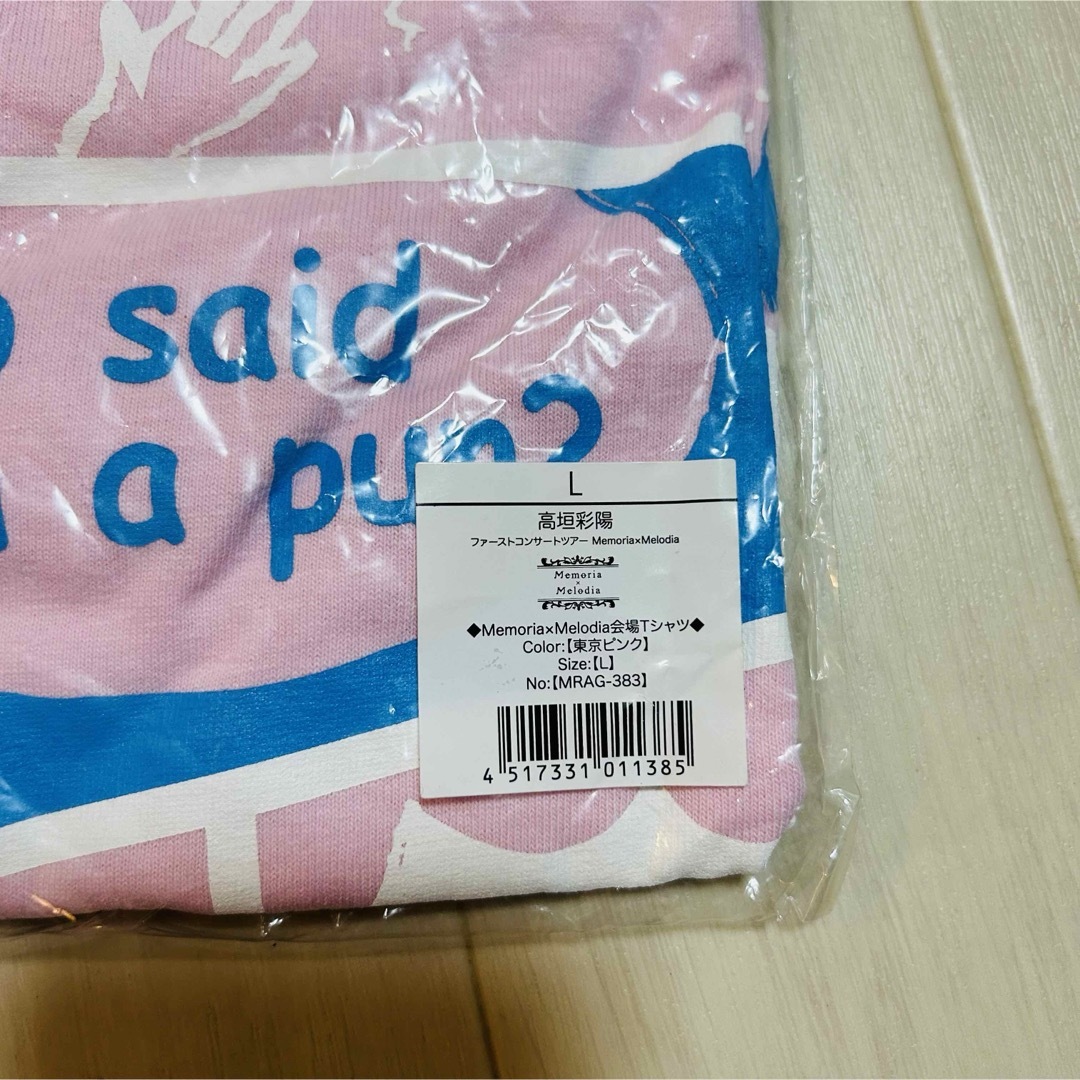 said
a pun?
L
高垣彩陽
ファーストコンサートツアー Memoria×Melodia
Memoria
×
Melodia
◆Memoria×Melodia会場Tシャツ◆
Color:【東京ピンク】
Size:【L】
No:【MRAG-383】
4 517331 011385